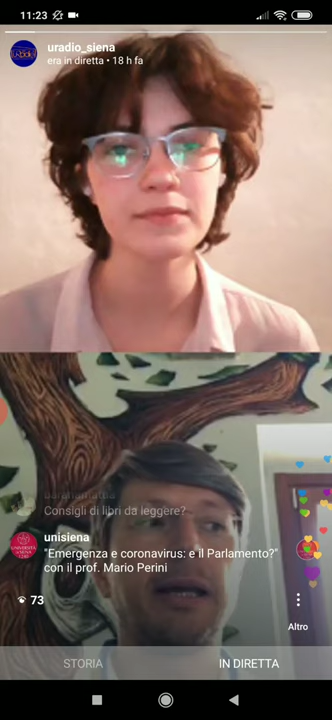 11:23
uradio_siena
era in diretta • 18 h fa
Consigli di libri da leggere?
unisiena
"Emergenza e coronavirus: e il Parlamento?"
con il prof. Mario Perini
73
Altro
STORIA
IN DIRETTA